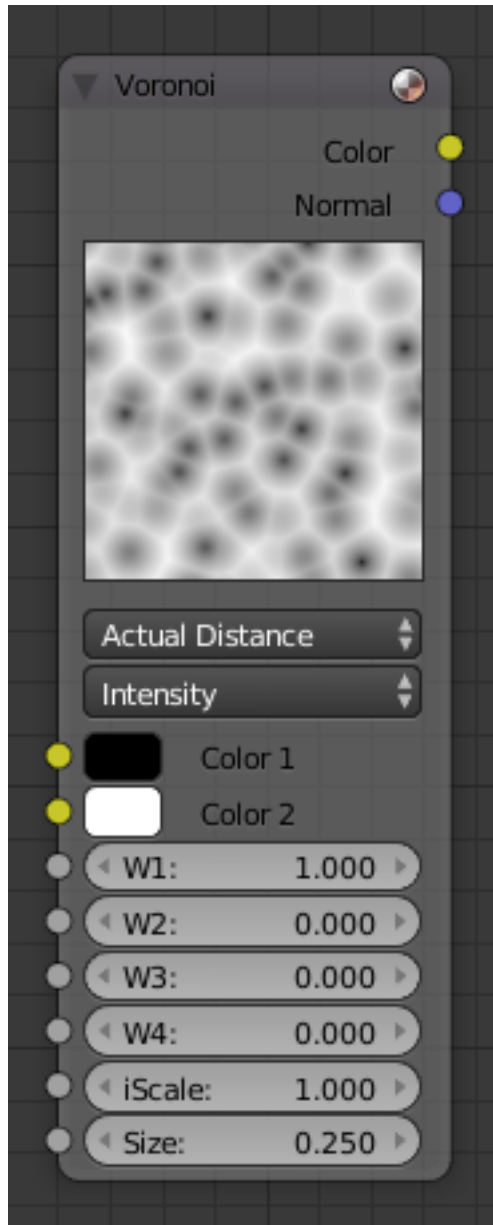 Voronoi
Color
Normal
Actual Distance
Intensity
Color 1
Color 2
W1: 1.000
W2: 0.000
W3: 0.000
W4: 0.000
iScale: 1.000
Size: 0.250